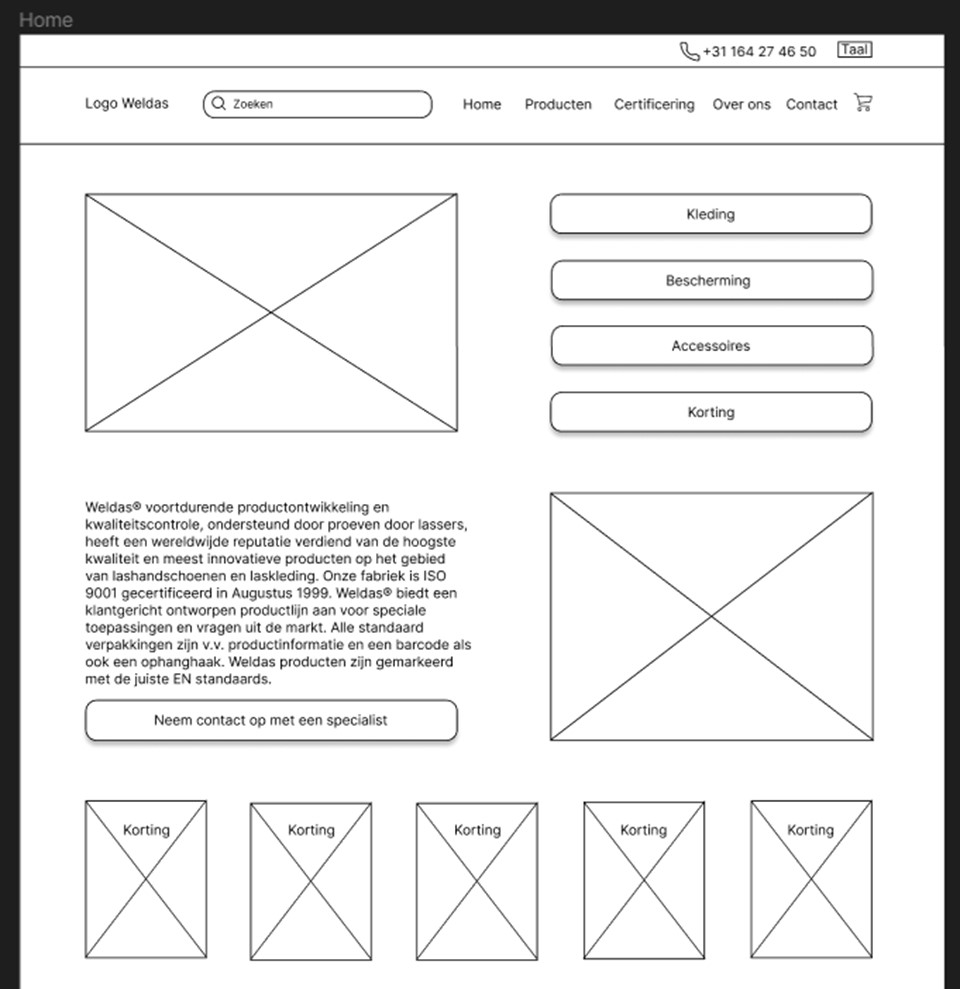 Home
+31 164 27 46 50
Taal
Logo Weldas
Zoeken
Home
Producten
Certificering
Over ons
Contact
Kleding
Bescherming
Accessoires
Korting
Weldas® voortdurende productontwikkeling en
kwaliteitscontrole, ondersteund door proeven door lassers,
heeft een wereldwijde reputatie verdiend van de hoogste
kwaliteit en meest innovatieve producten op het gebied
van lashandschoenen en laskleding. Onze fabriek is ISO
9001 gecertificeerd in Augustus 1999. Weldas® biedt een
klantgericht ontworpen productlijn aan voor speciale
toepassingen en vragen uit de markt. Alle standaard
verpakkingen zijn v.v. productinformatie en een barcode als
ook een ophanghaak. Weldas producten zijn gemarkeerd
met de juiste EN standaards.
Neem contact op met een specialist
Korting
Korting
Korting
Korting
Korting